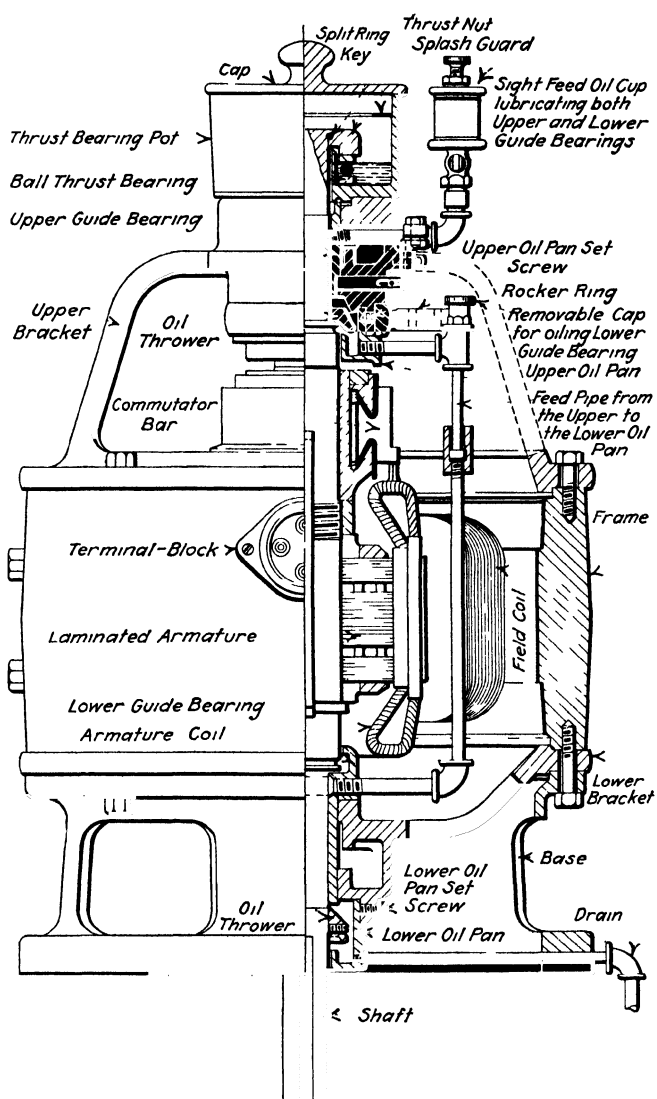 Thrust Nut
Splash Guard
Split Ring
Key
Cap
Sight Feed Oil Cup
lubricating both
Upper and Lower
Guide Bearings
Thrust Bearing Pot
Ball Thrust Bearing
Upper Guide Bearing
Upper Oil Pan Set
Screw
Rocker Ring
Removable Cap
for oiling Lower
Guide Bearing
Upper Oil Pan
Upper
Bracket
Oil
Thrower
Commutator
Bar
Feed Pipe from
the Upper to
the Lower Oil
Pan
Frame
Terminal-Block
Field Coil
Laminated Armature
Lower Guide Bearing
Armature Coil
Lower
Bracket
Base
Lower Oil
Pan Set
Screw
Oil
Thrower
Lower Oil Pan
Drain
Shaft